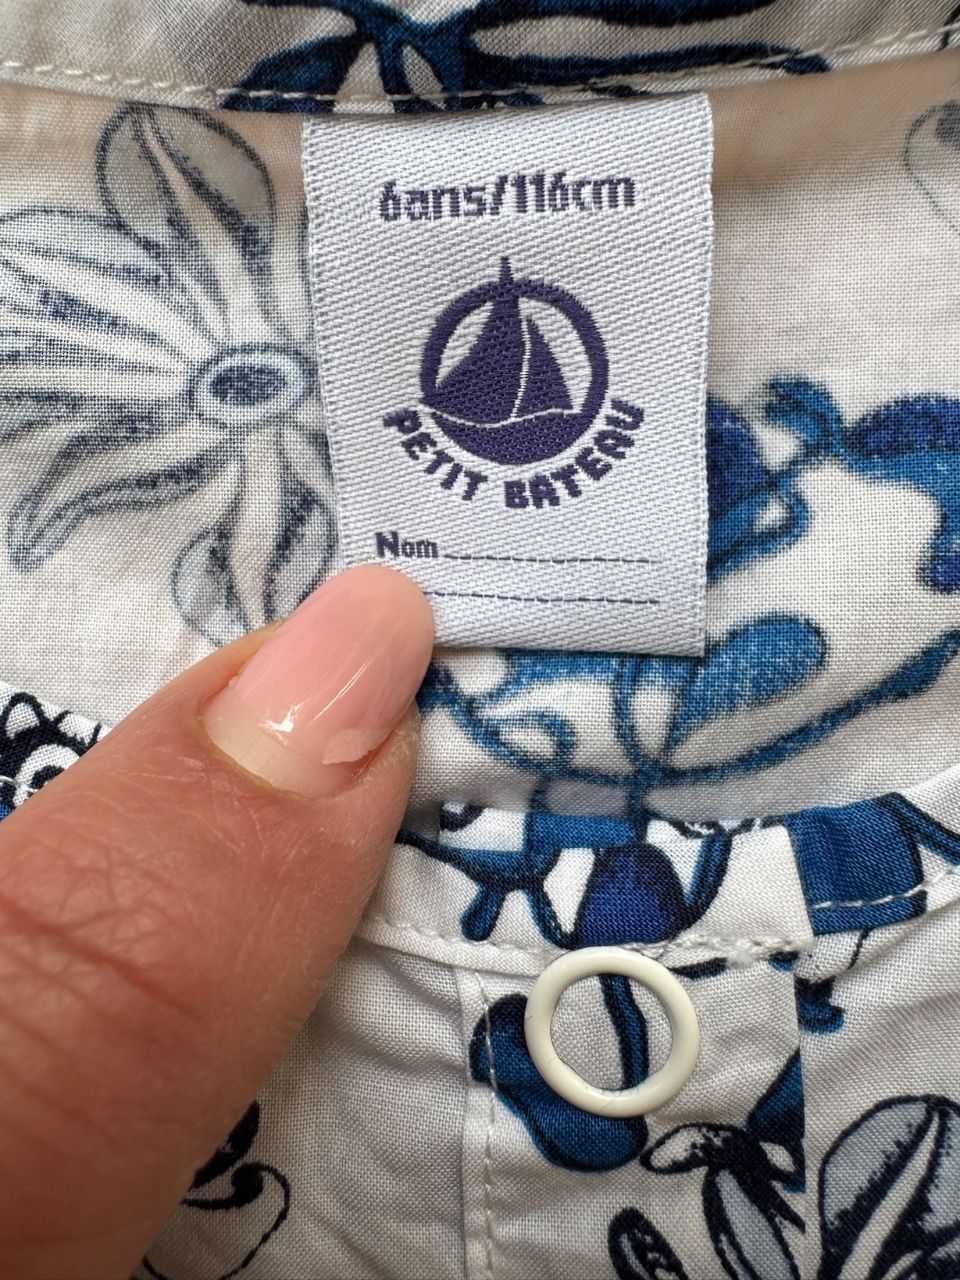 6ans/116cm
PETIT BATEAU
Nom